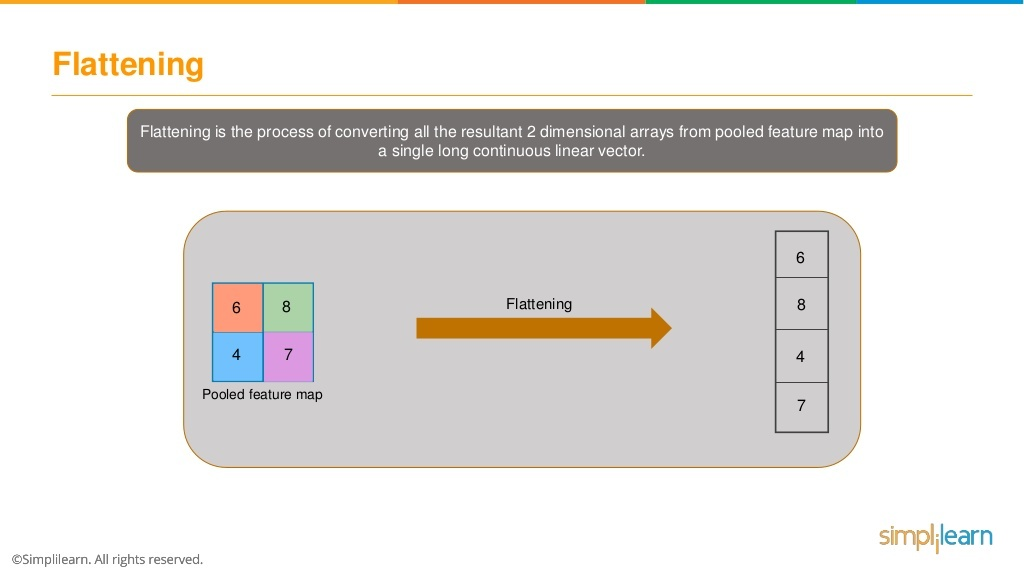 Flattening
Flattening is the process of converting all the resultant 2 dimensional arrays from pooled feature map into
a single long continuous linear vector.
6 8
4 7
Pooled feature map
Flattening
6
8
4
7
simplilearn
©Simplilearn. All rights reserved.